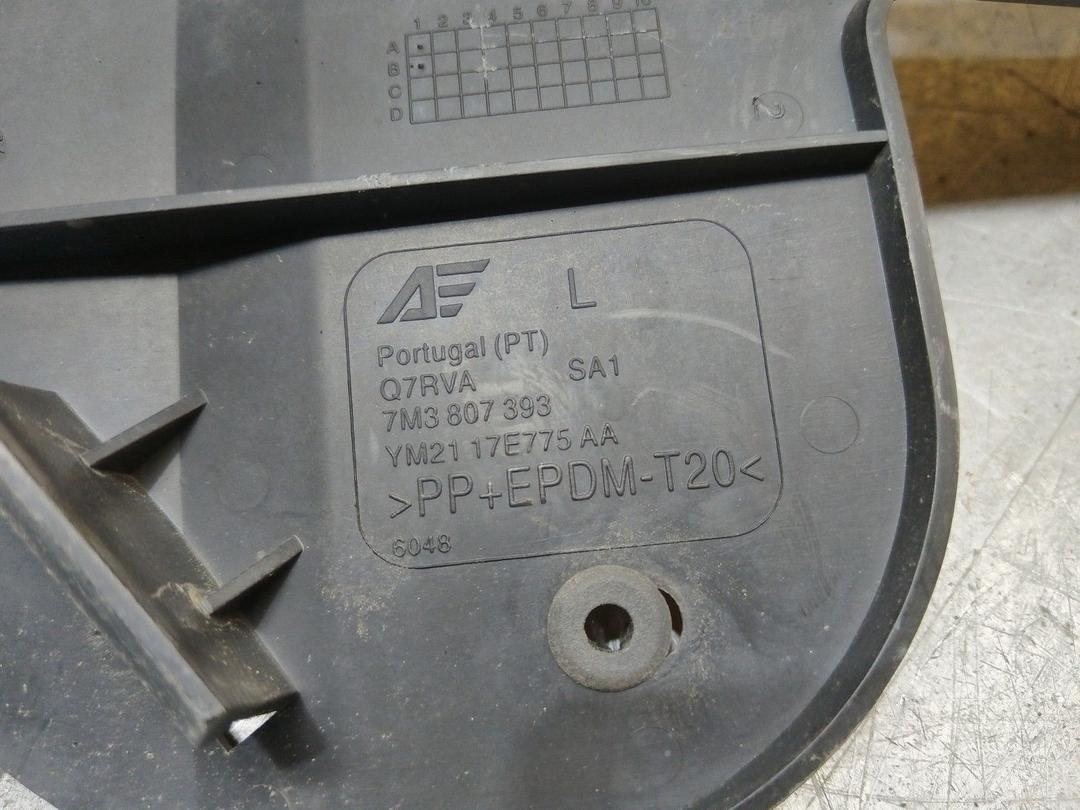 1 2 3 4 5 6 7 8 9 10
A
B
C
D
2
AE L
Portugal (PT)
Q7RVA SA1
7M3 807 393
YM21 17E775 AA
>PP+EPDM-T20<
6048